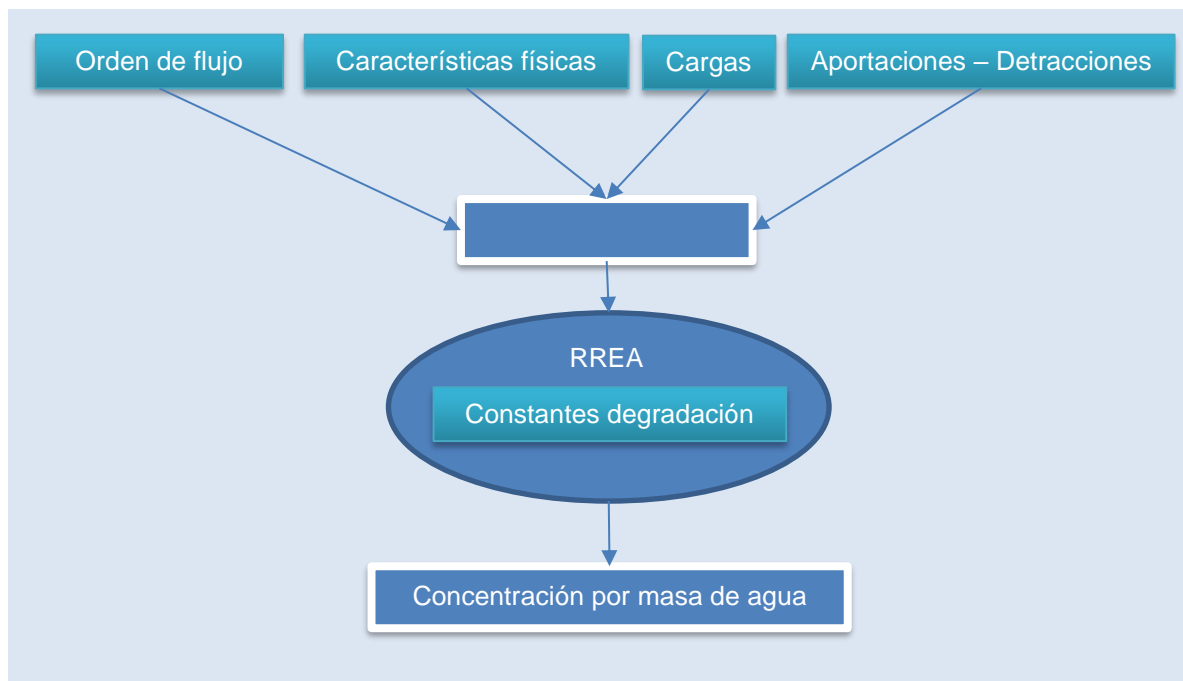 Orden de flujo
Características físicas
Cargas
Aportaciones – Detracciones
RREA
Constantes degradación
Concentración por masa de agua